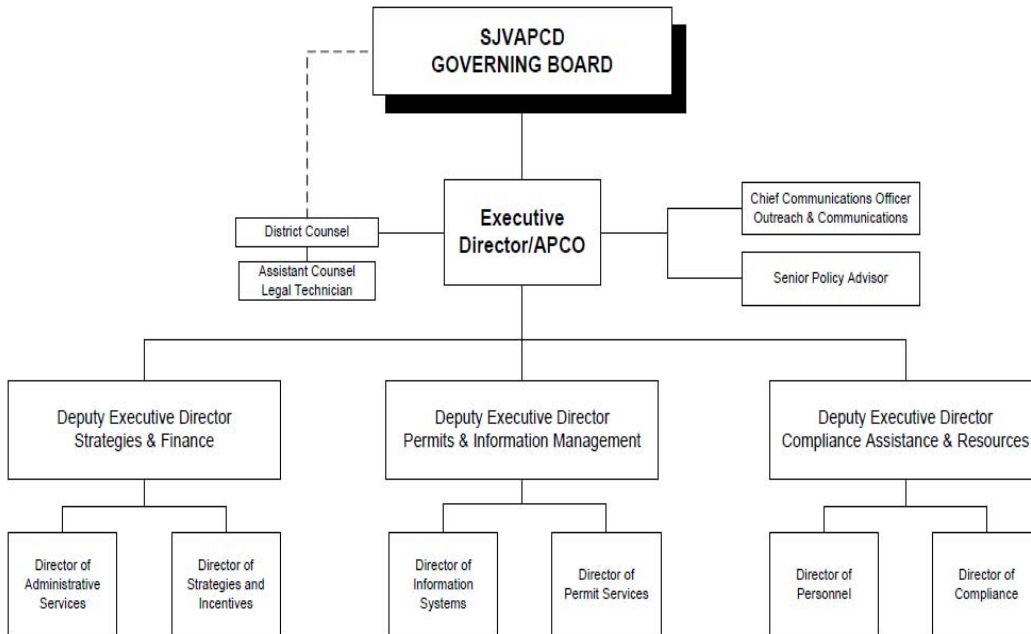 SJVAPCD
GOVERNING BOARD
Executive
Director/APCO
District Counsel
Assistant Counsel
Legal Technician
Chief Communications Officer
Outreach & Communications
Senior Policy Advisor
Deputy Executive Director
Strategies & Finance
Deputy Executive Director
Permits & Information Management
Deputy Executive Director
Compliance Assistance & Resources
Director of
Administrative
Services
Director of
Strategies and
Incentives
Director of
Information
Systems
Director of
Permit Services
Director of
Personnel
Director of
Compliance